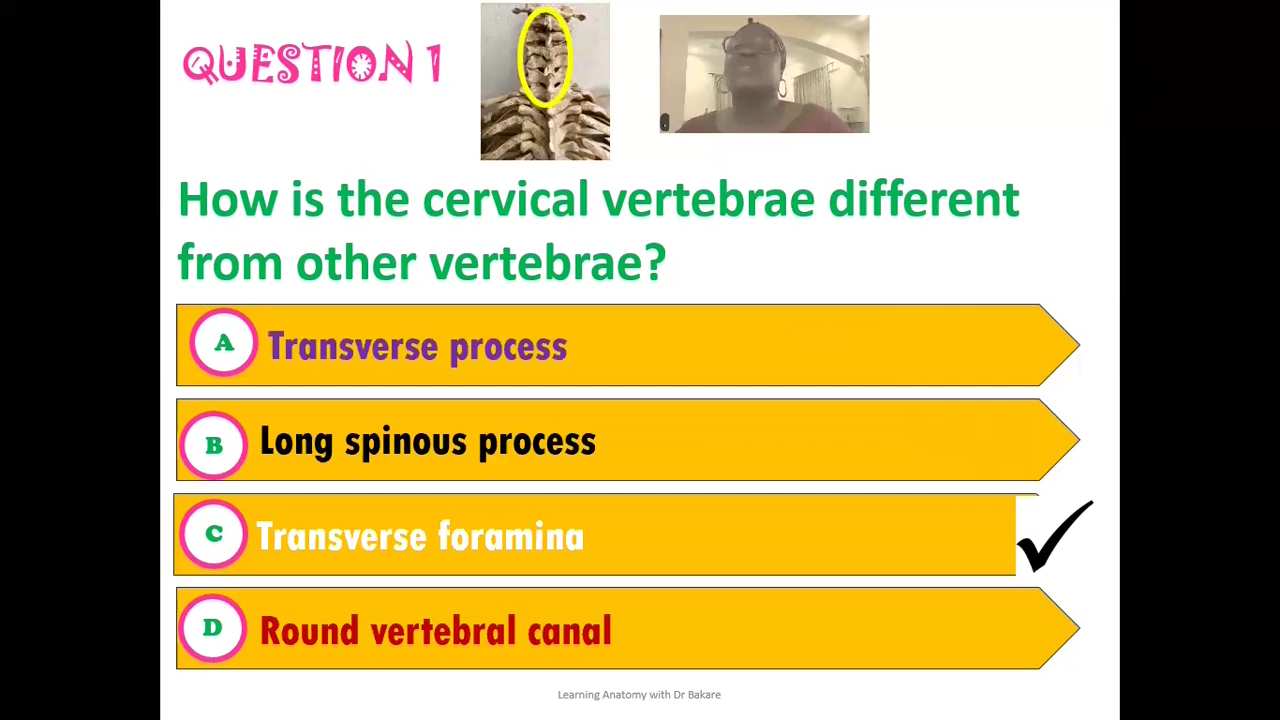 QUESTION 1
How is the cervical vertebrae different
from other vertebrae?
A Transverse process
B Long spinous process
C Transverse foramina
D Round vertebral canal
Learning Anatomy with Dr Bakare